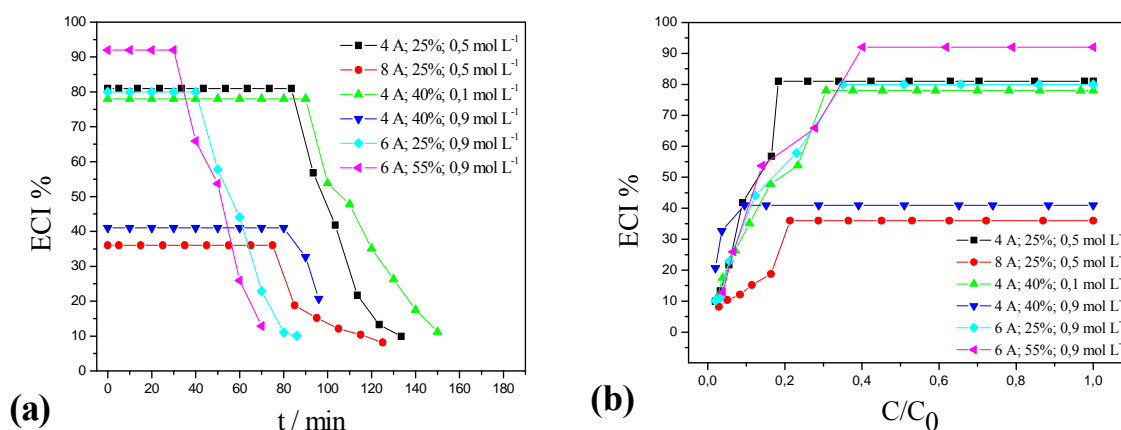 100
90
80
70
60
50
40
30
20
10
0
ECI %
4 A; 25%; 0,5 mol L-1
8 A; 25%; 0,5 mol L-1
4 A; 40%; 0,1 mol L-1
4 A; 40%; 0,9 mol L-1
6 A; 25%; 0,9 mol L-1
6 A; 55%; 0,9 mol L-1
0 20 40 60 80 100 120 140 160 180
t / min
(a)
100
90
80
70
60
50
40
30
20
10
0
ECI %
4 A; 25%; 0,5 mol L-1
8 A; 25%; 0,5 mol L-1
4 A; 40%; 0,1 mol L-1
4 A; 40%; 0,9 mol L-1
6 A; 25%; 0,9 mol L-1
6 A; 55%; 0,9 mol L-1
0,0 0,2 0,4 0,6 0,8 1,0
C/C0
(b)